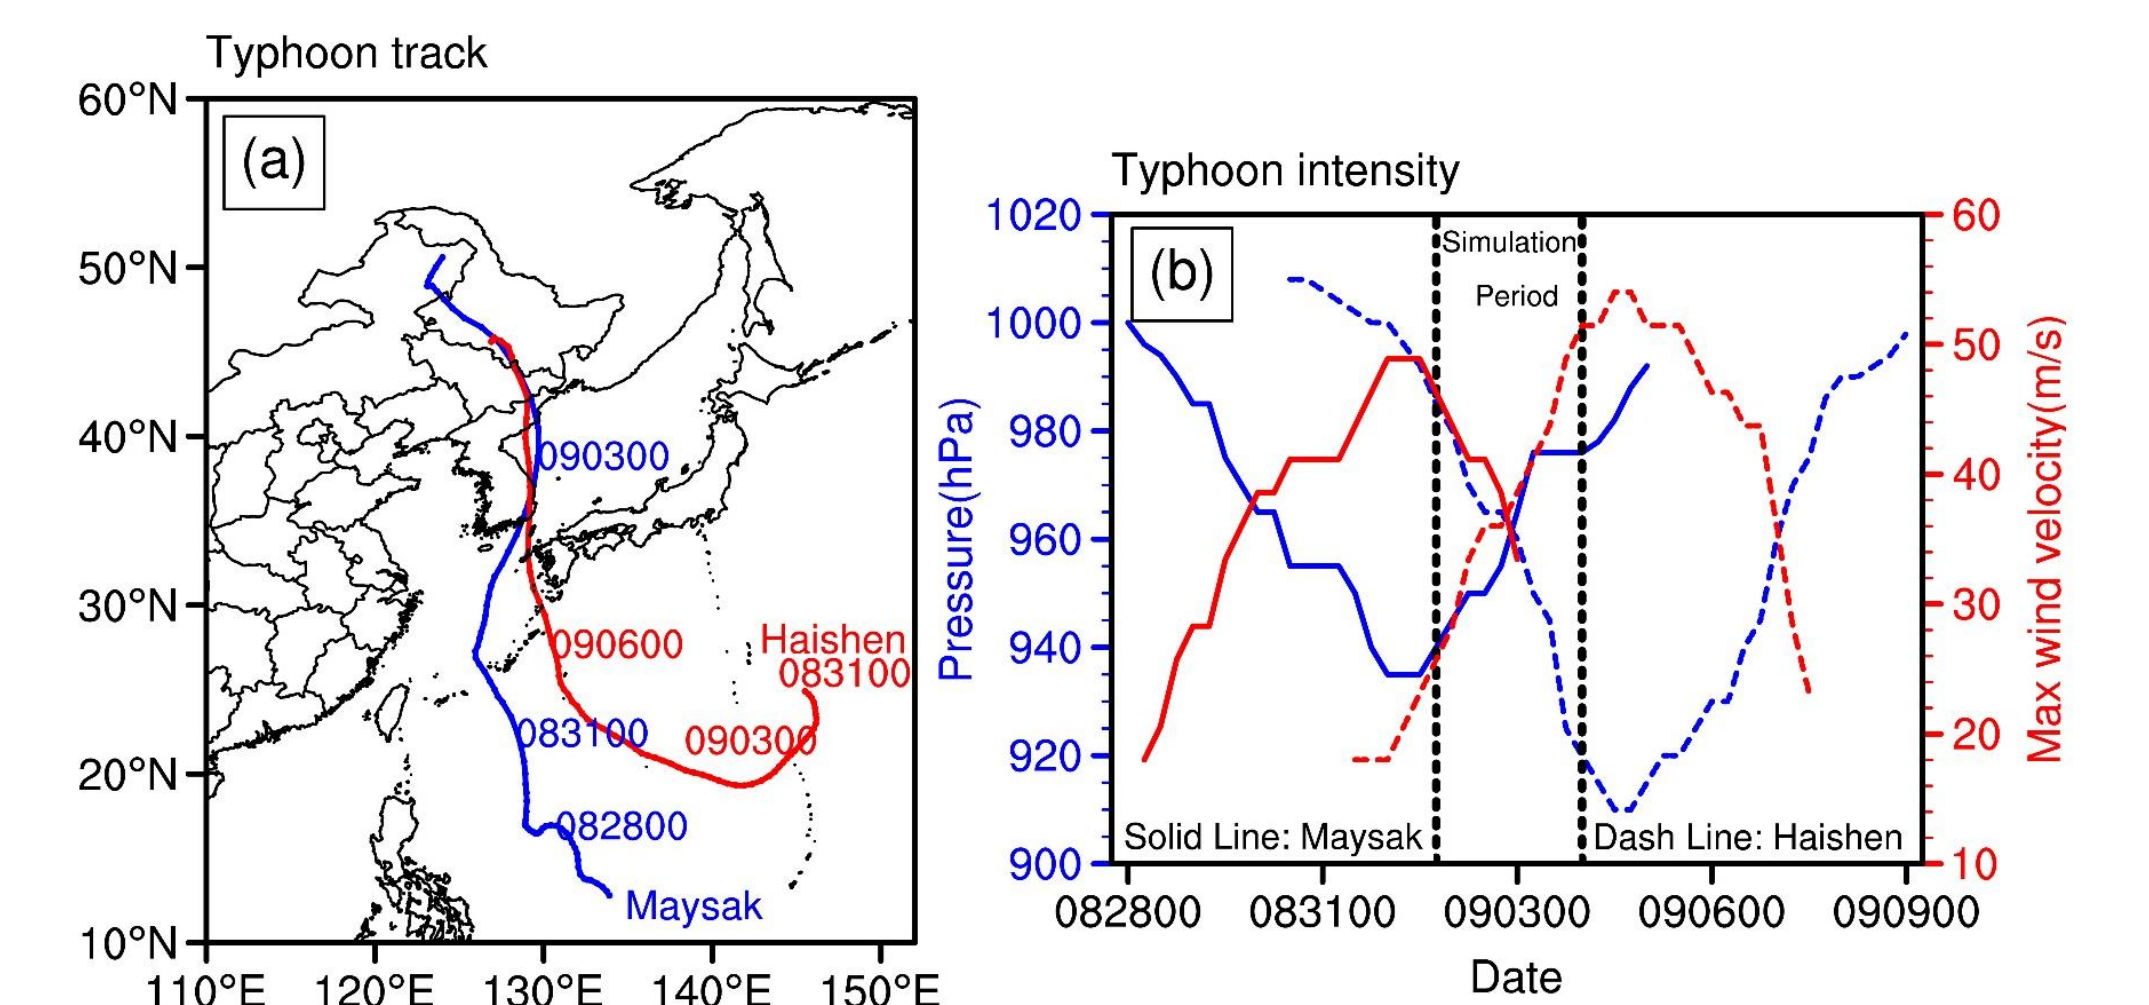 Typhoon track
60°N
50°N
40°N
30°N
20°N
10°N
110°E 120°E 130°E 140°E 150°E
(a)
090300
090600
Haishen
083100
083100
090300
082800
Maysak
Typhoon intensity
1020
1000
980
960
940
920
900
Pressure(hPa)
(b)
Simulation
Period
Solid Line: Maysak
Dash Line: Haishen
60
50
40
30
20
10
Max wind velocity(m/s)
082800 083100 090300 090600 090900
Date